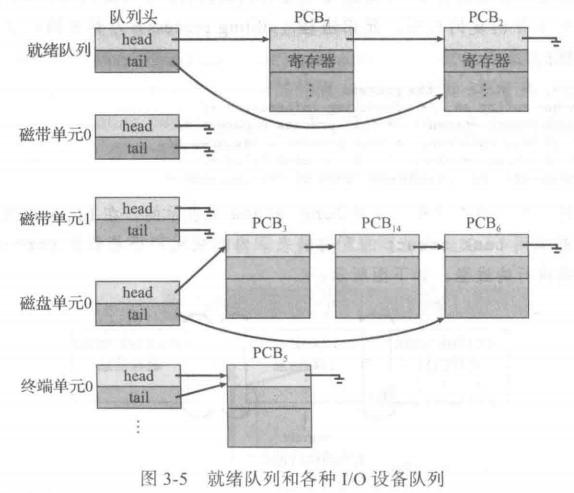 队列头 PCB7 PCB2
就绪队列 head
tail 寄存器 寄存器
⋮ ⋮
磁带单元0 head
tail
磁带单元1 head
tail
PCB3 PCB14 PCB6
磁盘单元0 head
tail
PCB5
终端单元0 head
tail
⋮
图 3-5 就绪队列和各种 I/O 设备队列